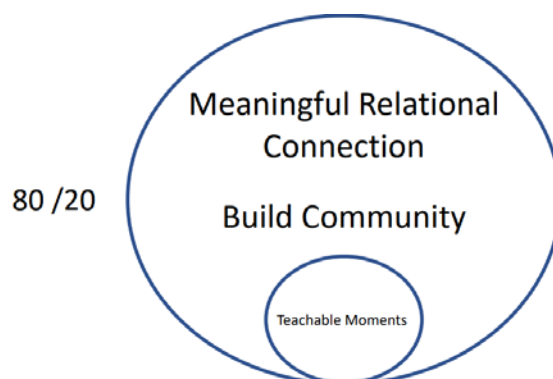 Meaningful Relational
Connection
80 /20
Build Community
Teachable Moments